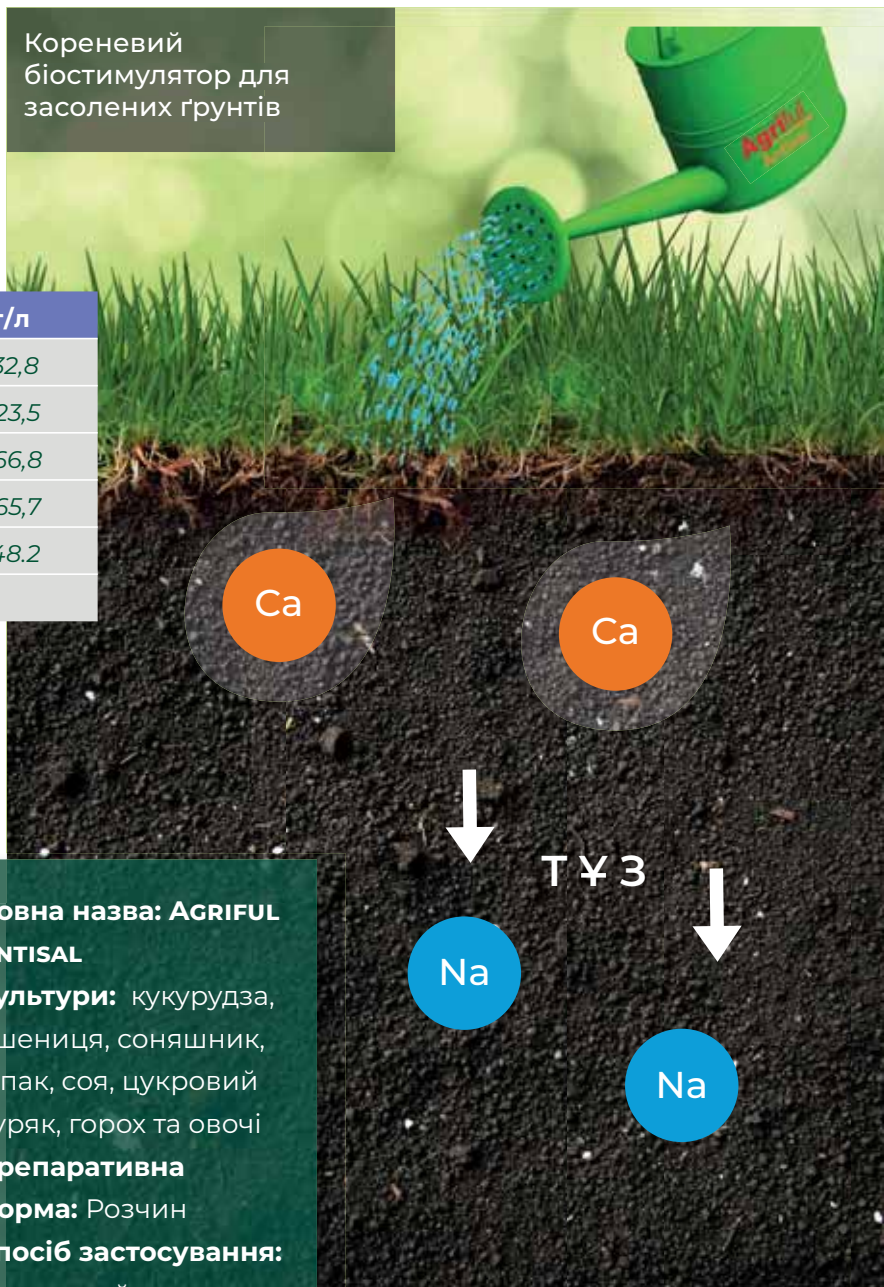 Кореневий
біостимулятор для
засолених ґрунтів
Agriful
г/л
32,8
23,5
66,8
65,7
48.2
Ca
Ca
Т ¥ З
Na
Na
овна назва: AGRIFUL
NTISAL
ультури: кукурудза,
шениця, соняшник,
пак, соя, цукровий
уряк, горох та овочі
репаративна
орма: Розчин
посіб застосування: